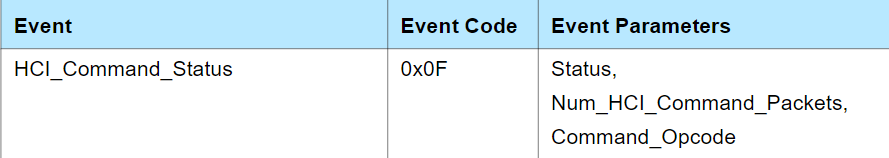 Event Event Code Event Parameters
HCI_Command_Status 0x0F Status,
Num_HCI_Command_Packets,
Command_Opcode